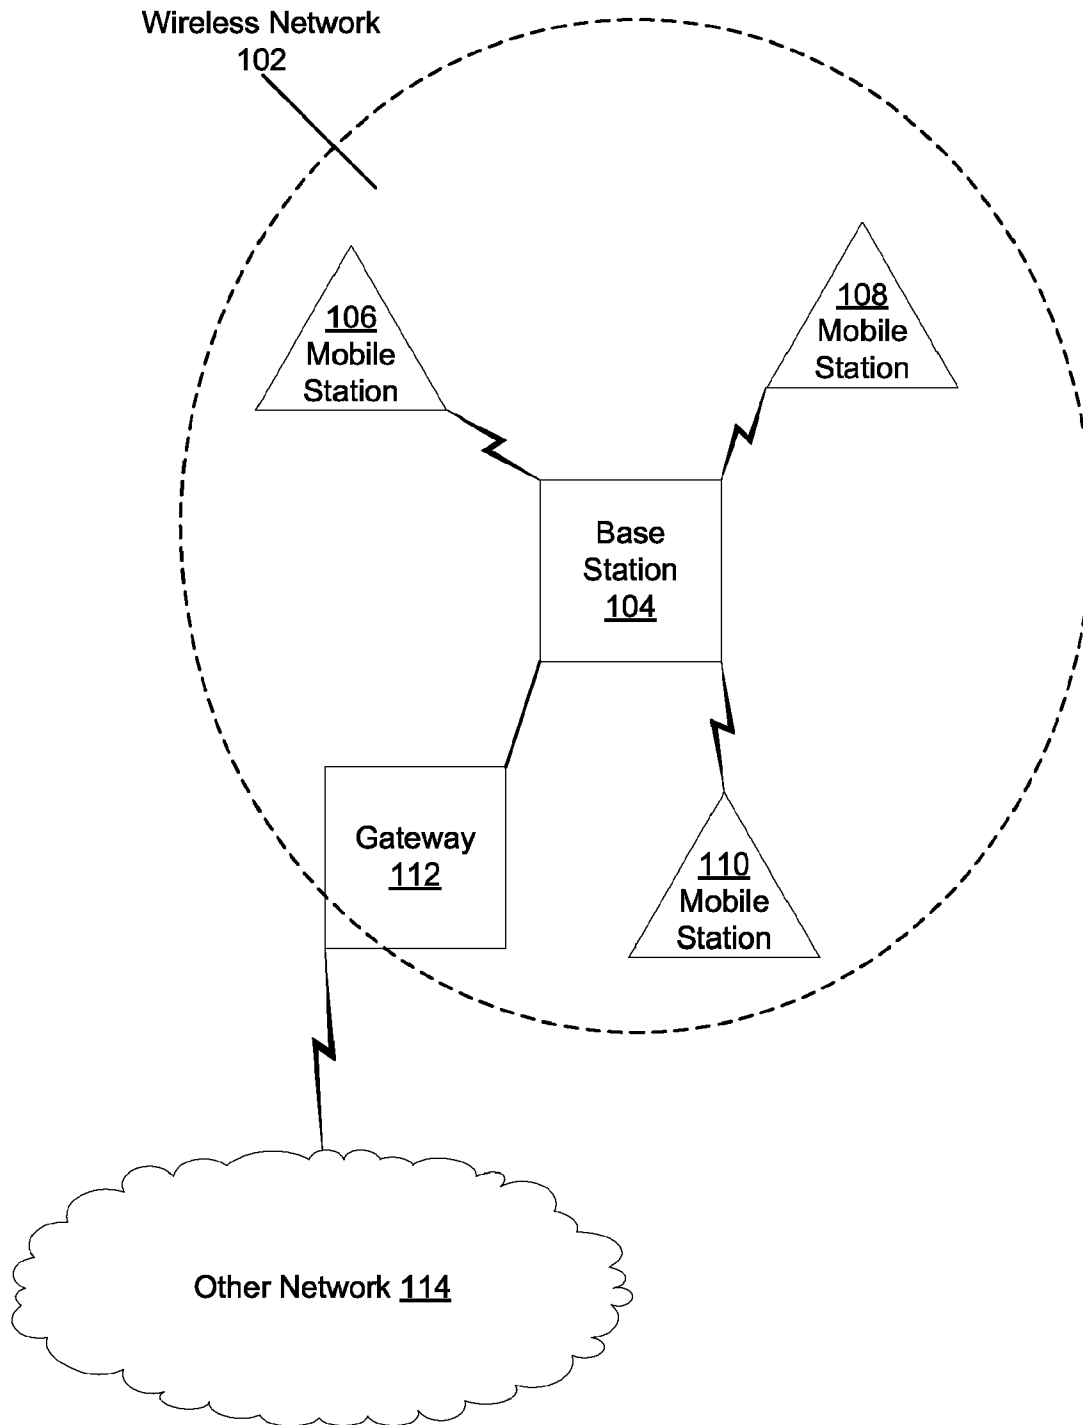 Wireless Network
102
106
Mobile
Station
108
Mobile
Station
Base
Station
104
Gateway
112
110
Mobile
Station
Other Network 114